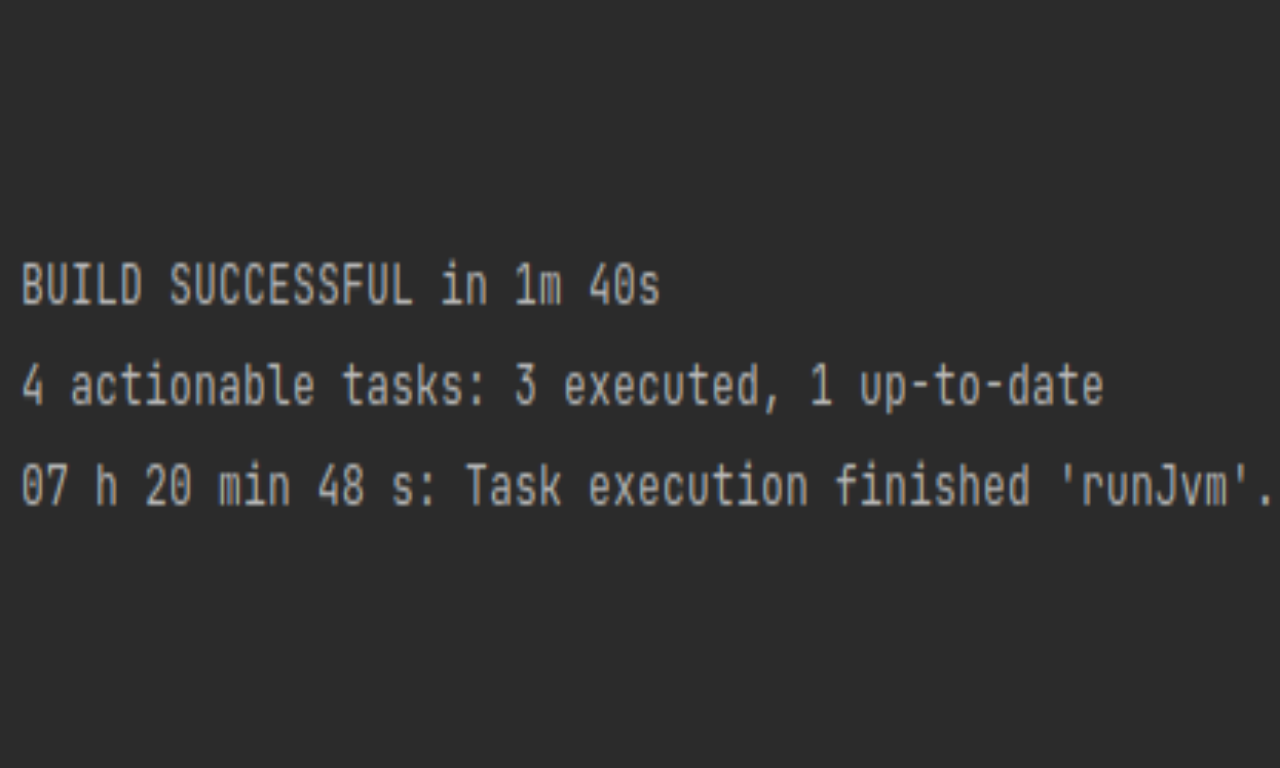 BUILD SUCCESSFUL in 1m 40s
4 actionable tasks: 3 executed, 1 up-to-date
07 h 20 min 48 s: Task execution finished 'runJvm'.